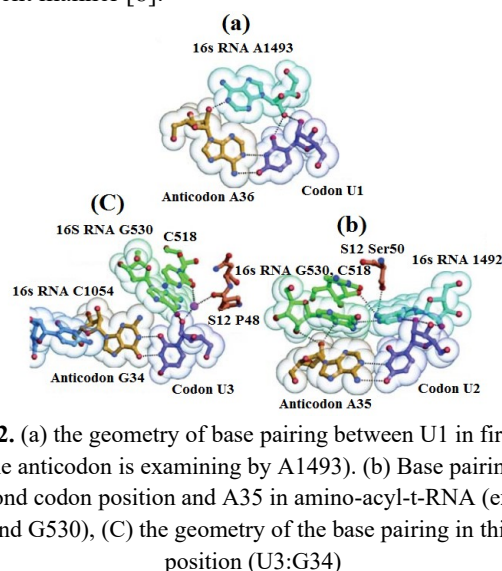 manner
(a)
16s RNA A1493
Anticodon A36
Codon U1
(C)
16S RNA G530
C518
(b)
S12 Ser50
16s RNA G530, C518
16s RNA 1492
16s RNA C1054
S12 P48
Anticodon G34
Codon U3
Codon U2
Anticodon A35
2. (a) the geometry of base pairing between U1 in fir
e anticodon is examining by A1493). (b) Base pairin
ond codon position and A35 in amino-acyl-t-RNA (e
nd G530), (C) the geometry of the base pairing in thi
position (U3:G34)